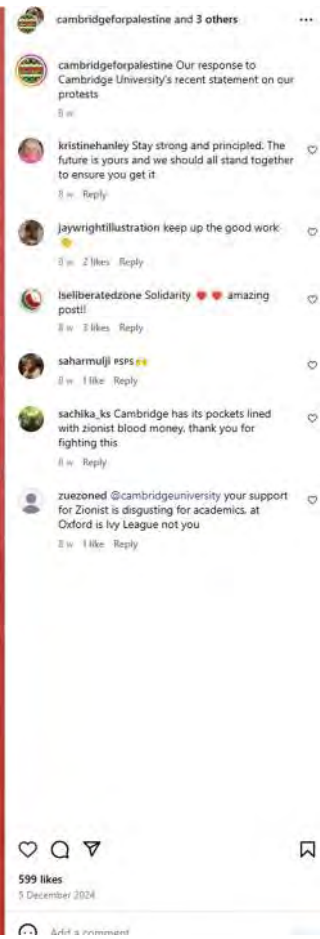 cambridgeforpalestine and 3 others
cambridgeforpalestine Our response to
Cambridge University's recent statement on our
protests
8 w
kristinehanley Stay strong and principled. The
future is yours and we should all stand together
to ensure you get it
8 w Reply
jaywrightillustration keep up the good work
8 w 2 likes Reply
lseliberatedzone Solidarity ❤️ ❤️ amazing
post!!
8 w 3 likes Reply
saharmulji PSPS🙌
8 w 1 like Reply
sachika_ks Cambridge has its pockets lined
with zionist blood money. thank you for
fighting this
8 w Reply
zuezoned @cambridgeuniversity your support
for Zionist is disgusting for academics. at
Oxford is Ivy League not you
8 w 1 like Reply
599 likes
5 December 2024
Add a comment